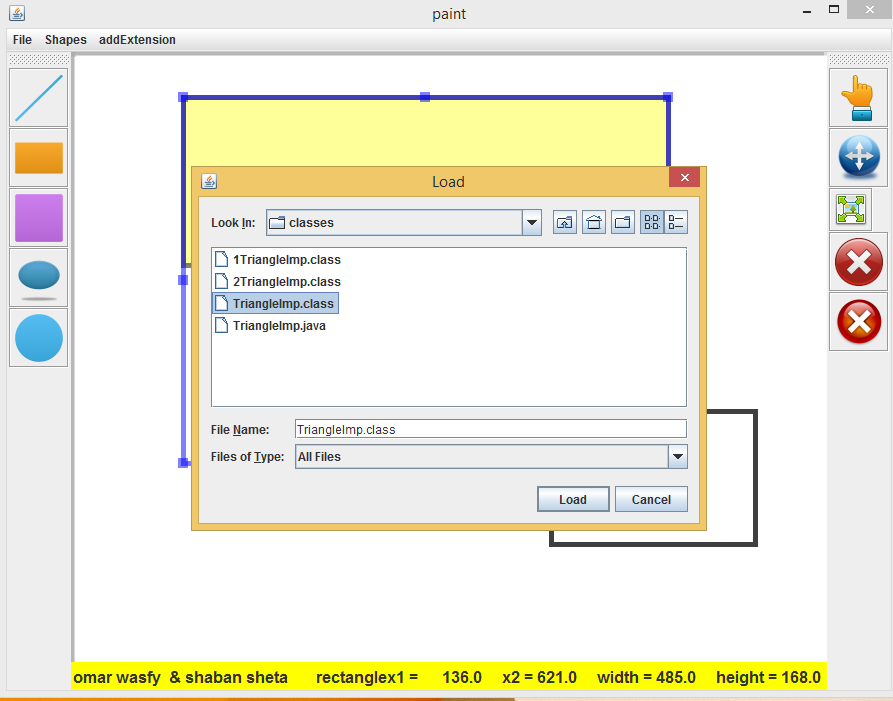 paint
File Shapes addExtension
Load
Look In: classes
1TriangleImp.class
2TriangleImp.class
TriangleImp.class
TriangleImp.java
File Name: TriangleImp.class
Files of Type: All Files
Load Cancel
omar wasfy & shaban sheta rectanglex1 = 136.0 x2 = 621.0 width = 485.0 height = 168.0